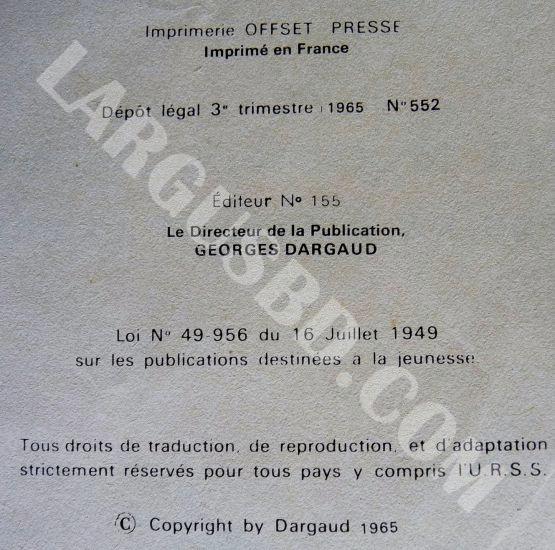 Imprimerie OFFSET PRESSE
Imprimé en France
Dépôt légal 3e trimestre 1965 N° 552
Éditeur N° 155
Le Directeur de la Publication,
GEORGES DARGAUD
Loi N° 49-956 du 16 Juillet 1949
sur les publications destinées a la jeunesse.
Tous droits de traduction, de reproduction, et d'adaptation
strictement réservés pour tous pays y compris l'U.R.S.S.
© Copyright by Dargaud 1965
LARGUSBD.COM